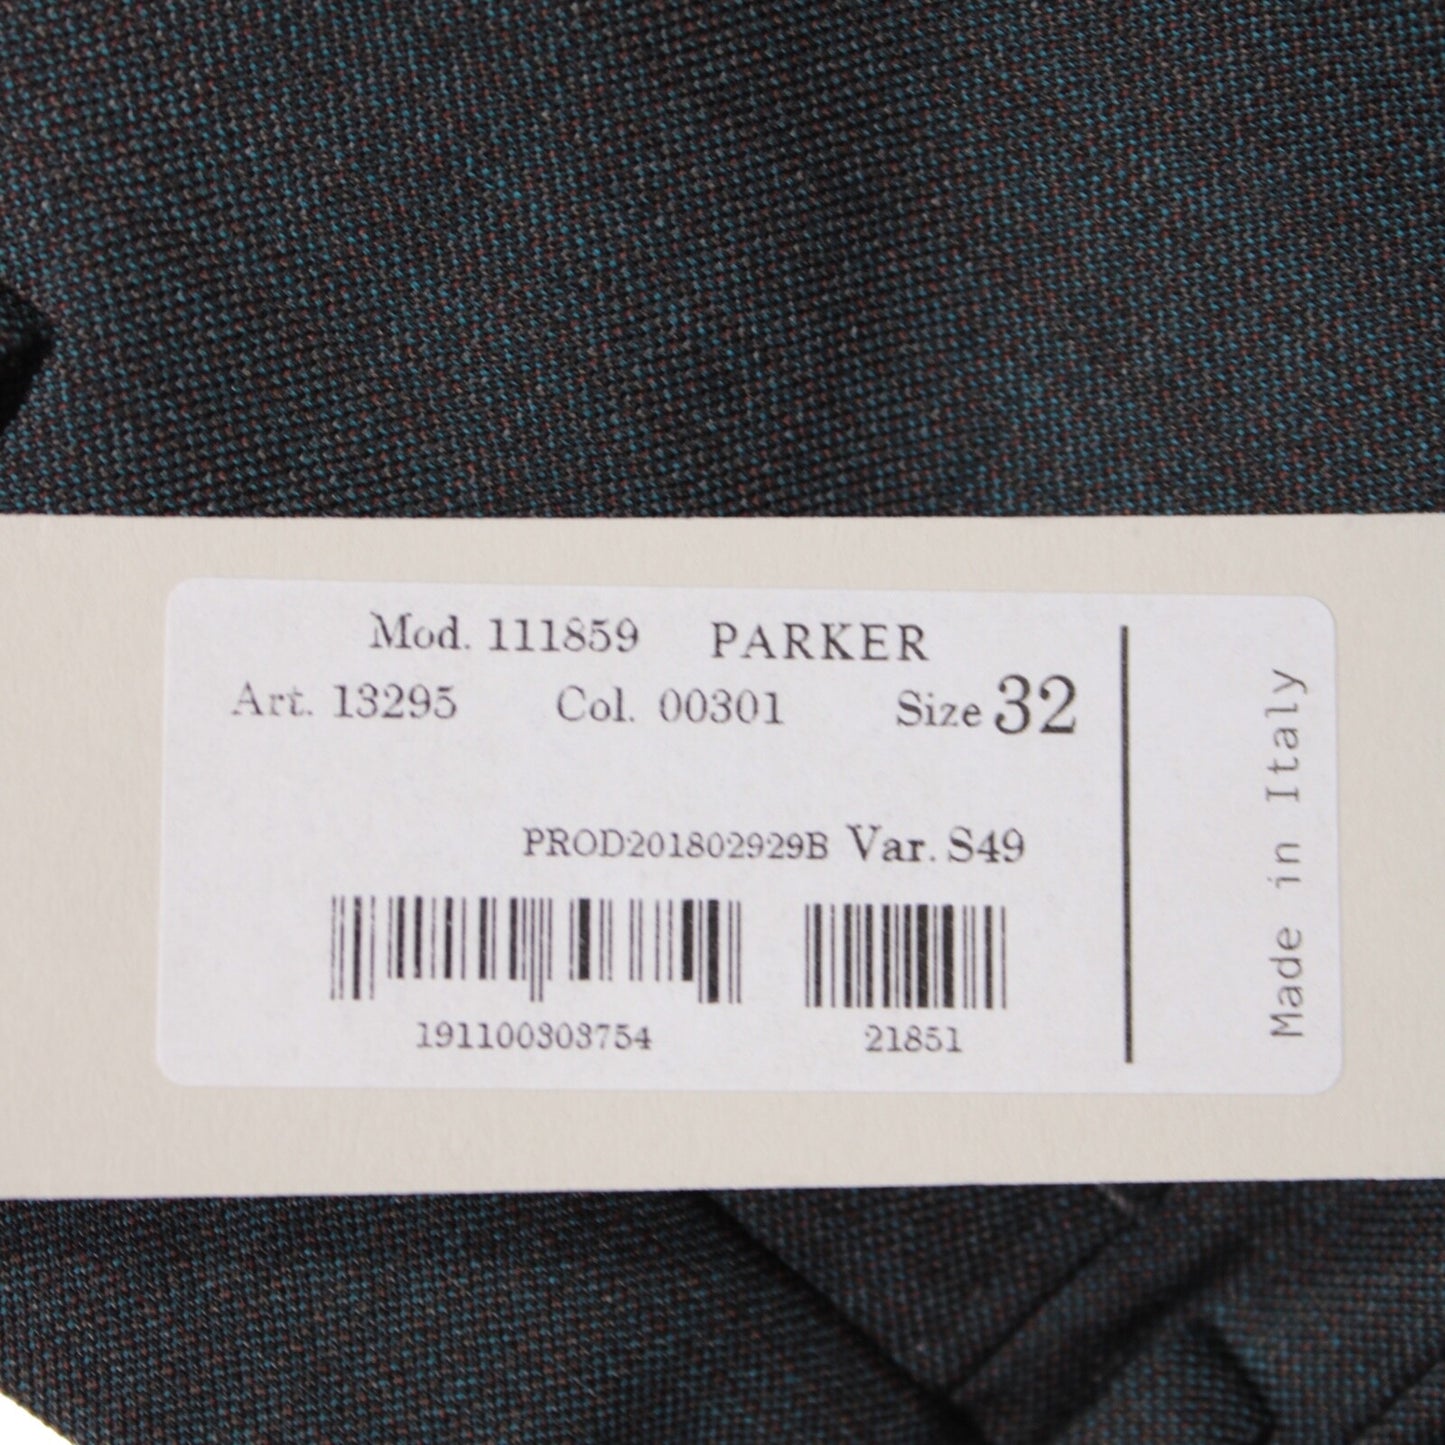 Mod. 111859 PARKER
Art. 13295 Col. 00301 Size 32
PROD201802929B Var. S49
191100303754 21851
Made in Italy